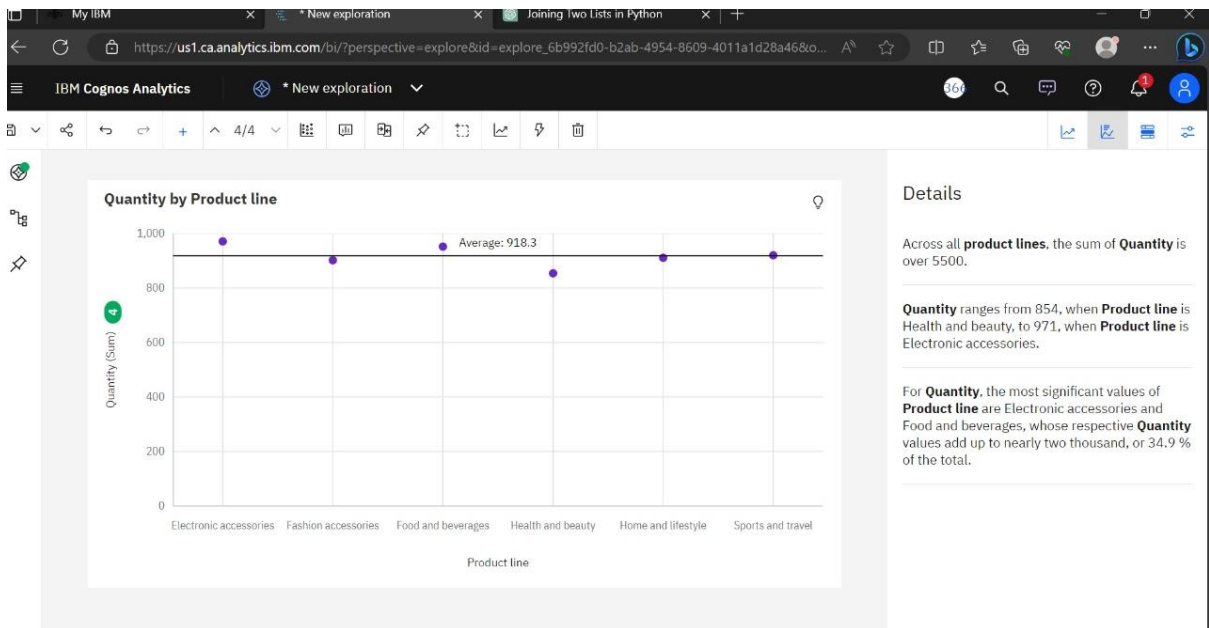 My IBM
* New exploration
Joining Two Lists in Python
https://us1.ca.analytics.ibm.com/bi/?perspective=explore&id=explore_6b992fd0-b2ab-4954-8609-4011a1d28a46&o...
IBM Cognos Analytics
* New exploration
366
1
4/4
Quantity by Product line
1,000
800
600
400
200
0
Average: 918.3
4
Quantity (Sum)
Electronic accessories
Fashion accessories
Food and beverages
Health and beauty
Home and lifestyle
Sports and travel
Product line
Details
Across all product lines, the sum of Quantity is
over 5500.
Quantity ranges from 854, when Product line is
Health and beauty, to 971, when Product line is
Electronic accessories.
For Quantity, the most significant values of
Product line are Electronic accessories and
Food and beverages, whose respective Quantity
values add up to nearly two thousand, or 34.9 %
of the total.